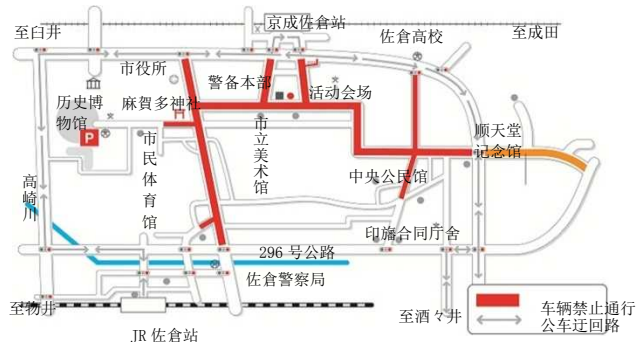 京成佐倉站
至臼井
佐倉高校
至成田
市役所
警备本部
活动会场
历史博
物馆
麻賀多神社
P
市民体育馆
市立美术馆
顺天堂
记念馆
中央公民馆
高崎川
印旛合同厅舍
296 号公路
佐倉警察局
至物井
至酒々井
JR 佐倉站
车辆禁止通行
公车迂回路